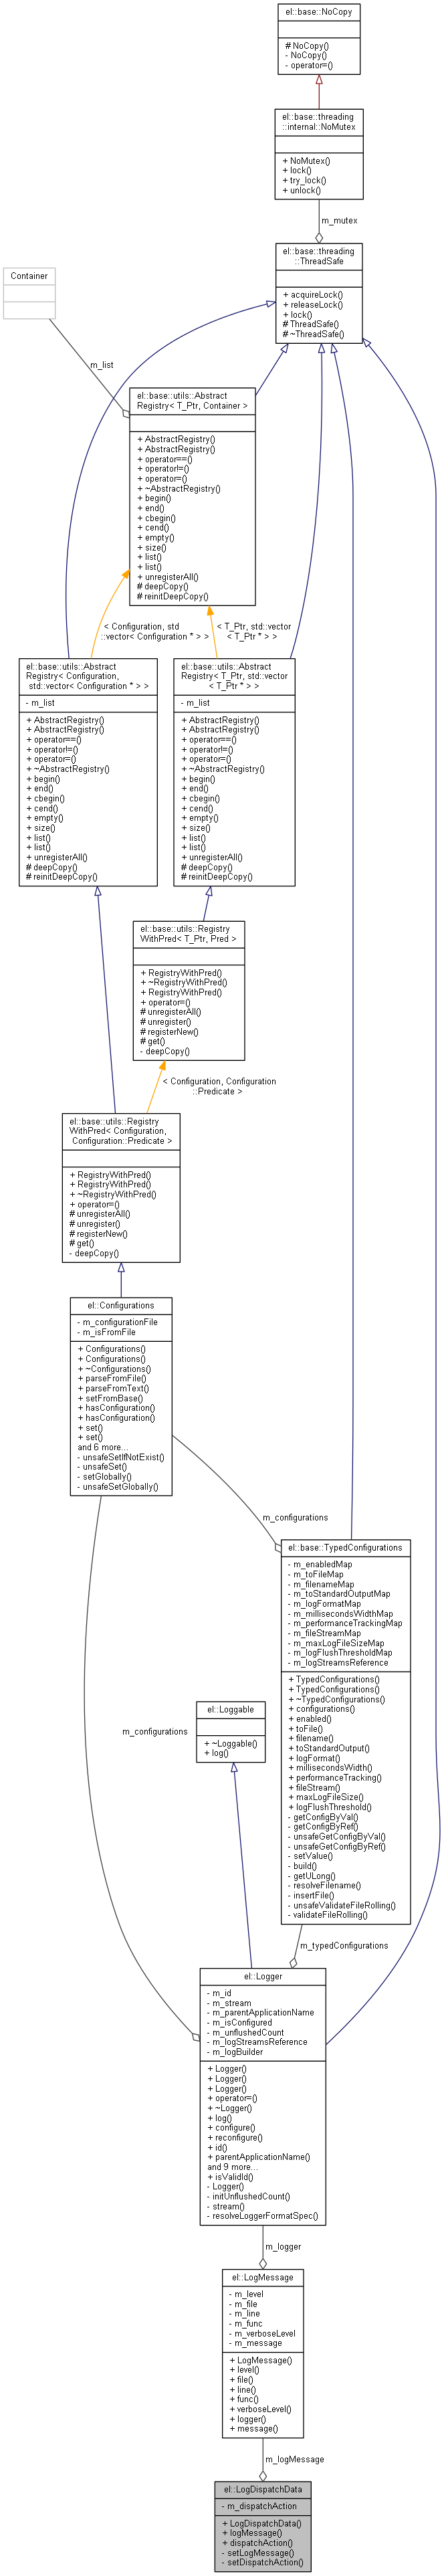 el::base::NoCopy
# NoCopy()
- NoCopy()
- operator=()
el::base::threading
::internal::NoMutex
+ NoMutex()
+ lock()
+ try_lock()
+ unlock()
m_mutex
el::base::threading
::ThreadSafe
+ acquireLock()
+ releaseLock()
+ lock()
# ThreadSafe()
# ~ThreadSafe()
Container
m_list
el::base::utils::Abstract
Registry< T_Ptr, Container >
+ AbstractRegistry()
+ AbstractRegistry()
+ operator==()
+ operator!=()
+ operator=()
+ ~AbstractRegistry()
+ begin()
+ end()
+ cbegin()
+ cend()
+ empty()
+ size()
+ list()
+ list()
+ unregisterAll()
# deepCopy()
# reinitDeepCopy()
< Configuration, std
::vector< Configuration * > >
< T_Ptr, std::vector
< T_Ptr * > >
el::base::utils::Abstract
Registry< Configuration,
std::vector< Configuration * > >
- m_list
+ AbstractRegistry()
+ AbstractRegistry()
+ operator==()
+ operator!=()
+ operator=()
+ ~AbstractRegistry()
+ begin()
+ end()
+ cbegin()
+ cend()
+ empty()
+ size()
+ list()
+ list()
+ unregisterAll()
# deepCopy()
# reinitDeepCopy()
el::base::utils::Abstract
Registry< T_Ptr, std::vector
< T_Ptr * > >
- m_list
+ AbstractRegistry()
+ AbstractRegistry()
+ operator==()
+ operator!=()
+ operator=()
+ ~AbstractRegistry()
+ begin()
+ end()
+ cbegin()
+ cend()
+ empty()
+ size()
+ list()
+ list()
+ unregisterAll()
# deepCopy()
# reinitDeepCopy()
el::base::utils::Registry
WithPred< T_Ptr, Pred >
+ RegistryWithPred()
+ ~RegistryWithPred()
+ RegistryWithPred()
+ operator=()
# unregisterAll()
# unregister()
# registerNew()
# get()
- deepCopy()
< Configuration, Configuration
::Predicate >
el::base::utils::Registry
WithPred< Configuration,
Configuration::Predicate >
+ RegistryWithPred()
+ RegistryWithPred()
+ ~RegistryWithPred()
+ operator=()
# unregisterAll()
# unregister()
# registerNew()
# get()
- deepCopy()
el::Configurations
- m_configurationFile
- m_isFromFile
+ Configurations()
+ Configurations()
+ ~Configurations()
+ parseFromFile()
+ parseFromText()
+ setFromBase()
+ hasConfiguration()
+ hasConfiguration()
+ set()
+ set()
and 6 more...
- unsafeSetIfNotExist()
- unsafeSet()
- setGlobally()
- unsafeSetGlobally()
m_configurations
el::base::TypedConfigurations
- m_enabledMap
- m_toFileMap
- m_filenameMap
- m_toStandardOutputMap
- m_logFormatMap
- m_millisecondsWidthMap
- m_performanceTrackingMap
- m_fileStreamMap
- m_maxLogFileSizeMap
- m_logFlushThresholdMap
- m_logStreamsReference
+ TypedConfigurations()
+ TypedConfigurations()
+ ~TypedConfigurations()
+ configurations()
+ enabled()
+ toFile()
+ filename()
+ toStandardOutput()
+ logFormat()
+ millisecondsWidth()
+ performanceTracking()
+ fileStream()
+ maxLogFileSize()
+ logFlushThreshold()
- getConfigByVal()
- getConfigByRef()
- unsafeGetConfigByVal()
- unsafeGetConfigByRef()
- setValue()
- build()
- getULong()
- resolveFilename()
- insertFile()
- unsafeValidateFileRolling()
- validateFileRolling()
el::Loggable
+ ~Loggable()
+ log()
m_configurations
m_typedConfigurations
el::Logger
- m_id
- m_stream
- m_parentApplicationName
- m_isConfigured
- m_unflushedCount
- m_logStreamsReference
- m_logBuilder
+ Logger()
+ Logger()
+ Logger()
+ operator=()
+ ~Logger()
+ log()
+ configure()
+ reconfigure()
+ id()
+ parentApplicationName()
and 9 more...
+ isValidId()
- Logger()
- initUnflushedCount()
- stream()
- resolveLoggerFormatSpec()
m_logger
el::LogMessage
- m_level
- m_file
- m_line
- m_func
- m_verboseLevel
- m_message
+ LogMessage()
+ level()
+ file()
+ line()
+ func()
+ verboseLevel()
+ logger()
+ message()
m_logMessage
el::LogDispatchData
- m_dispatchAction
+ LogDispatchData()
+ logMessage()
+ dispatchAction()
- setLogMessage()
- setDispatchAction()